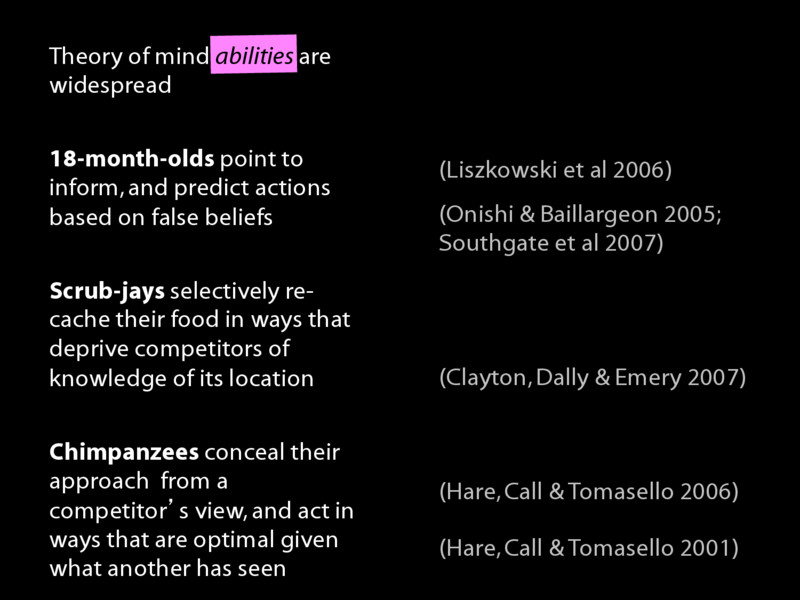 Theory of mind abilities are
widespread
18-month-olds point to
inform, and predict actions
based on false beliefs
(Liszkowski et al 2006)
(Onishi & Baillargeon 2005;
Southgate et al 2007)
Scrub-jays selectively re-
cache their food in ways that
deprive competitors of
knowledge of its location
(Clayton, Dally & Emery 2007)
Chimpanzees conceal their
approach from a
competitor's view, and act in
ways that are optimal given
what another has seen
(Hare, Call & Tomasello 2006)
(Hare, Call & Tomasello 2001)